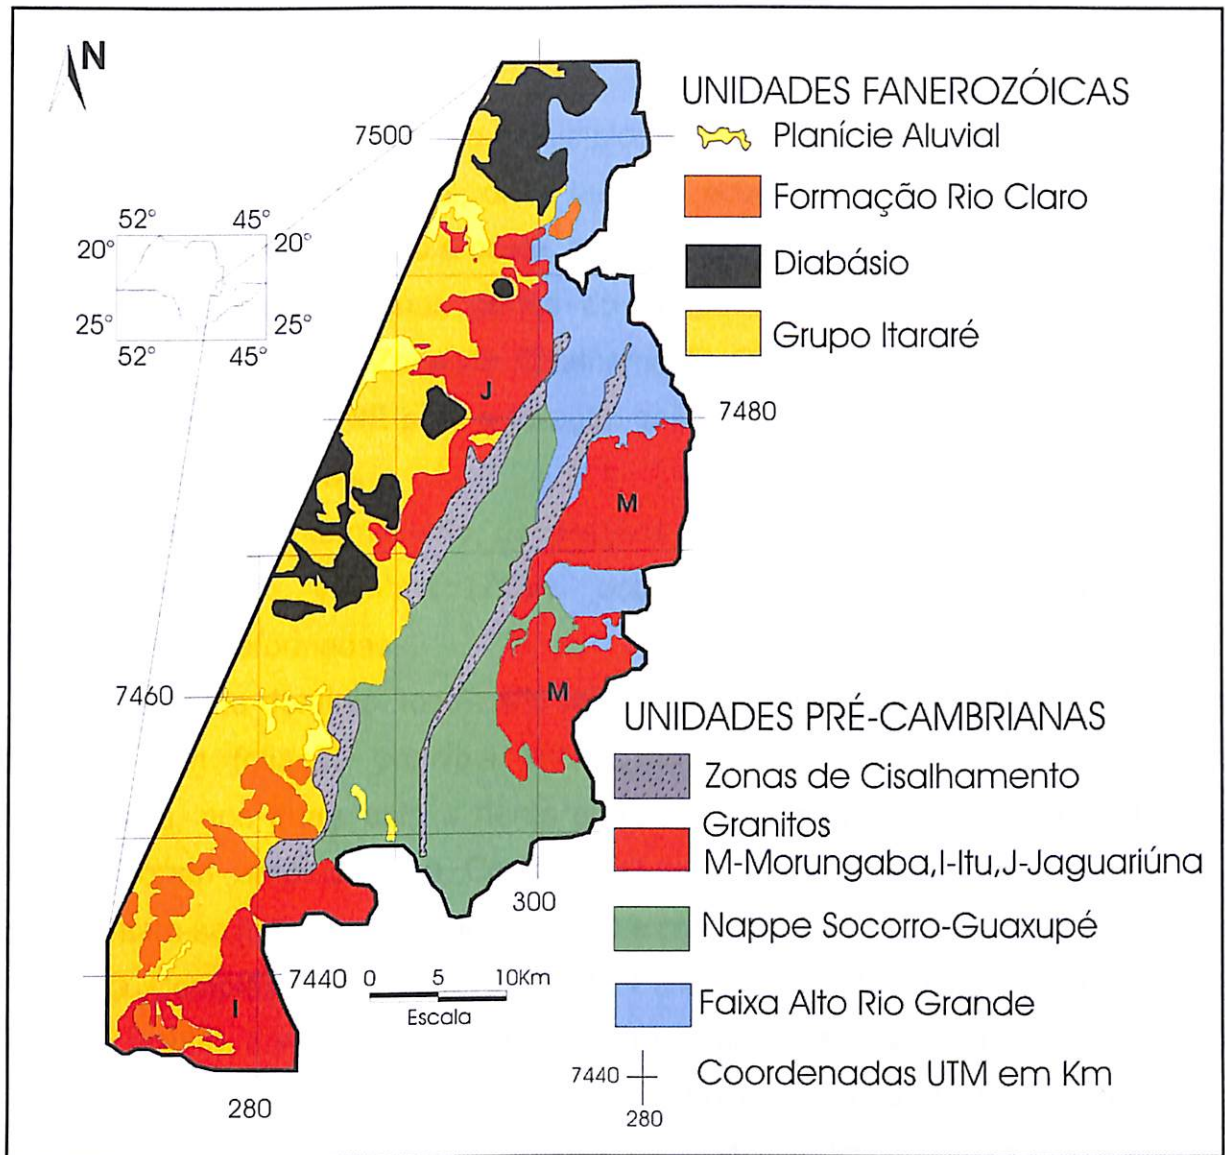 N
UNIDADES FANEROZÓICAS
Planície Aluvial
Formação Rio Claro
Diabásio
Grupo Itararé
7500
52° 45°
20° 20°
25° 25°
52° 45°
J
7480
M
7460
M
UNIDADES PRÉ-CAMBRIANAS
Zonas de Cisalhamento
Granitos
M-Morungaba,I-Itu,J-Jaguariúna
Nappe Socorro-Guaxupé
Faixa Alto Rio Grande
300
7440
0 5 10Km
Escala
I
7440
280
Coordenadas UTM em Km
280